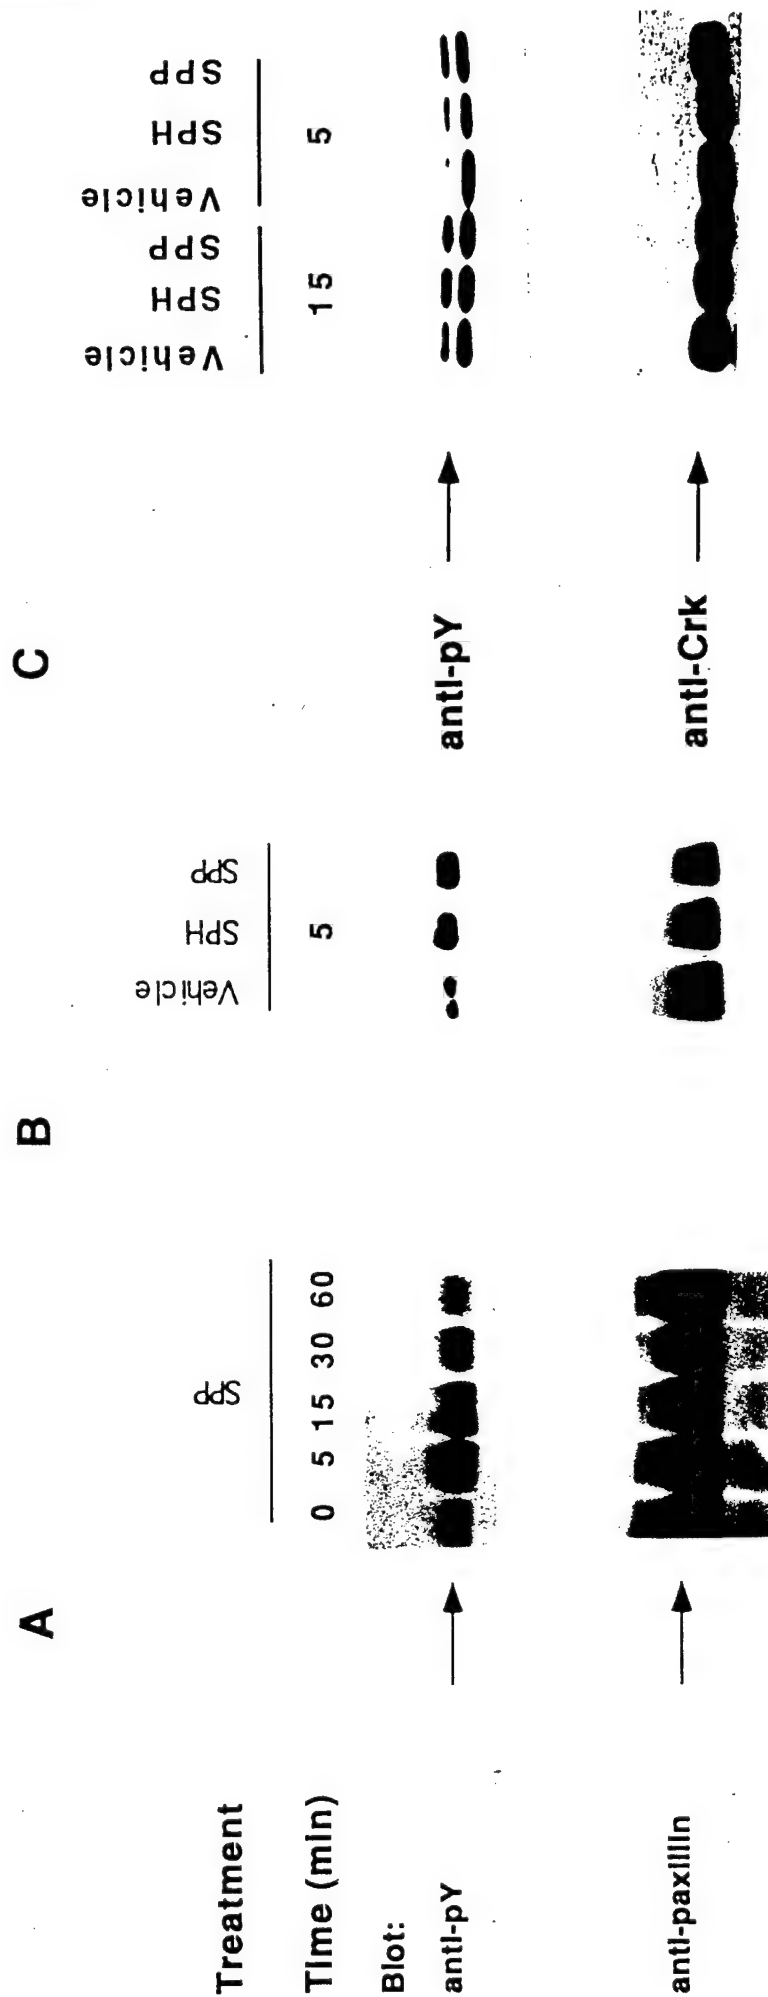 A B C
Treatment SPP Vehicle SPH SPP Vehicle SPH SPP Vehicle SPH SPP
Time (min) 0 5 15 30 60 5 15 5
Blot:
anti-pY anti-pY
anti-paxillin anti-Crk